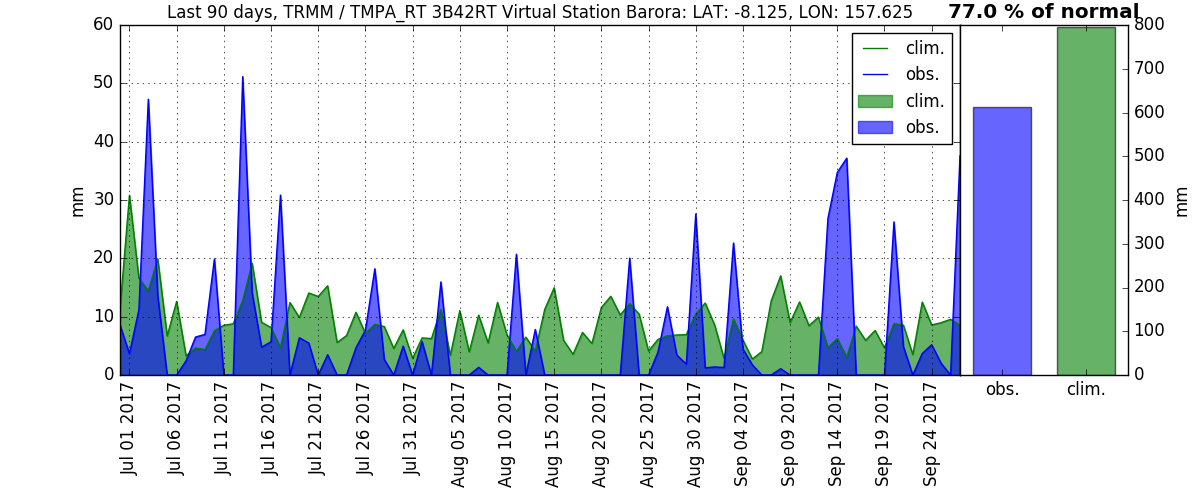 Last 90 days, TRMM / TMPA_RT 3B42RT Virtual Station Barora: LAT: -8.125, LON: 157.625
77.0 % of normal
60
50
40
30
20
10
0
mm
clim.
obs.
clim.
obs.
800
700
600
500
400
300
200
100
0
mm
obs.
clim.
Jul 01 2017
Jul 06 2017
Jul 11 2017
Jul 16 2017
Jul 21 2017
Jul 26 2017
Jul 31 2017
Aug 05 2017
Aug 10 2017
Aug 15 2017
Aug 20 2017
Aug 25 2017
Aug 30 2017
Sep 04 2017
Sep 09 2017
Sep 14 2017
Sep 19 2017
Sep 24 2017